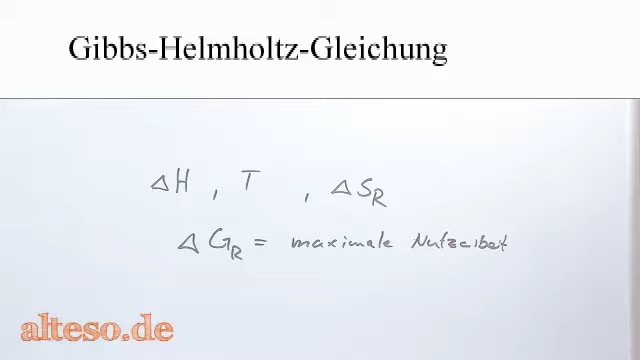 Gibbs-Helmholtz-Gleichung
ΔH , T , ΔS_R
ΔG_R = maximale Nutzarbeit
alteso.de